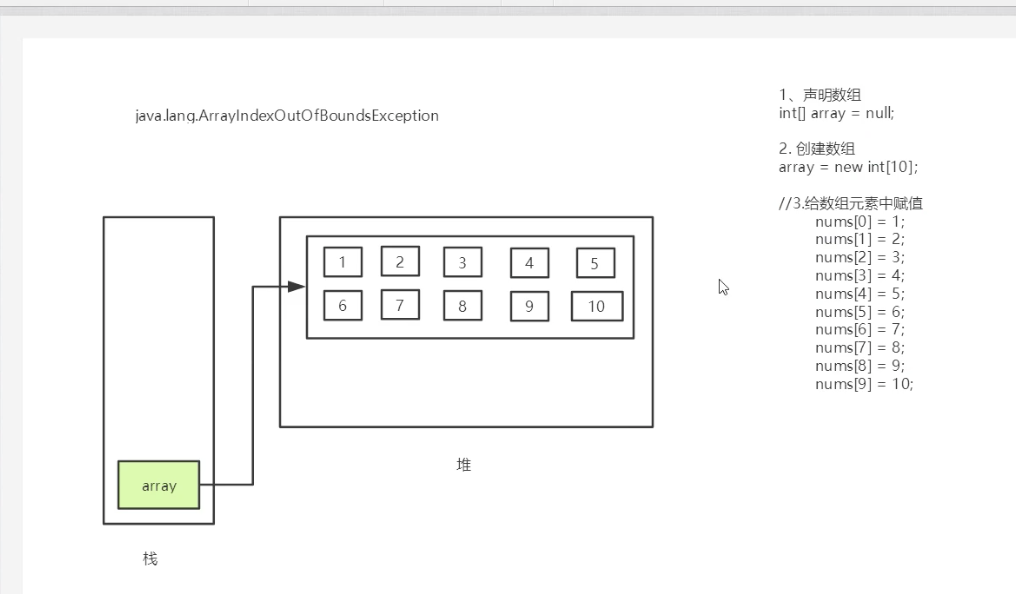 java.lang.ArrayIndexOutOfBoundsException
1、声明数组
int[] array = null;
2. 创建数组
array = new int[10];
//3.给数组元素中赋值
nums[0] = 1;
nums[1] = 2;
nums[2] = 3;
nums[3] = 4;
nums[4] = 5;
nums[5] = 6;
nums[6] = 7;
nums[7] = 8;
nums[8] = 9;
nums[9] = 10;
1 2 3 4 5
6 7 8 9 10
堆
array
栈